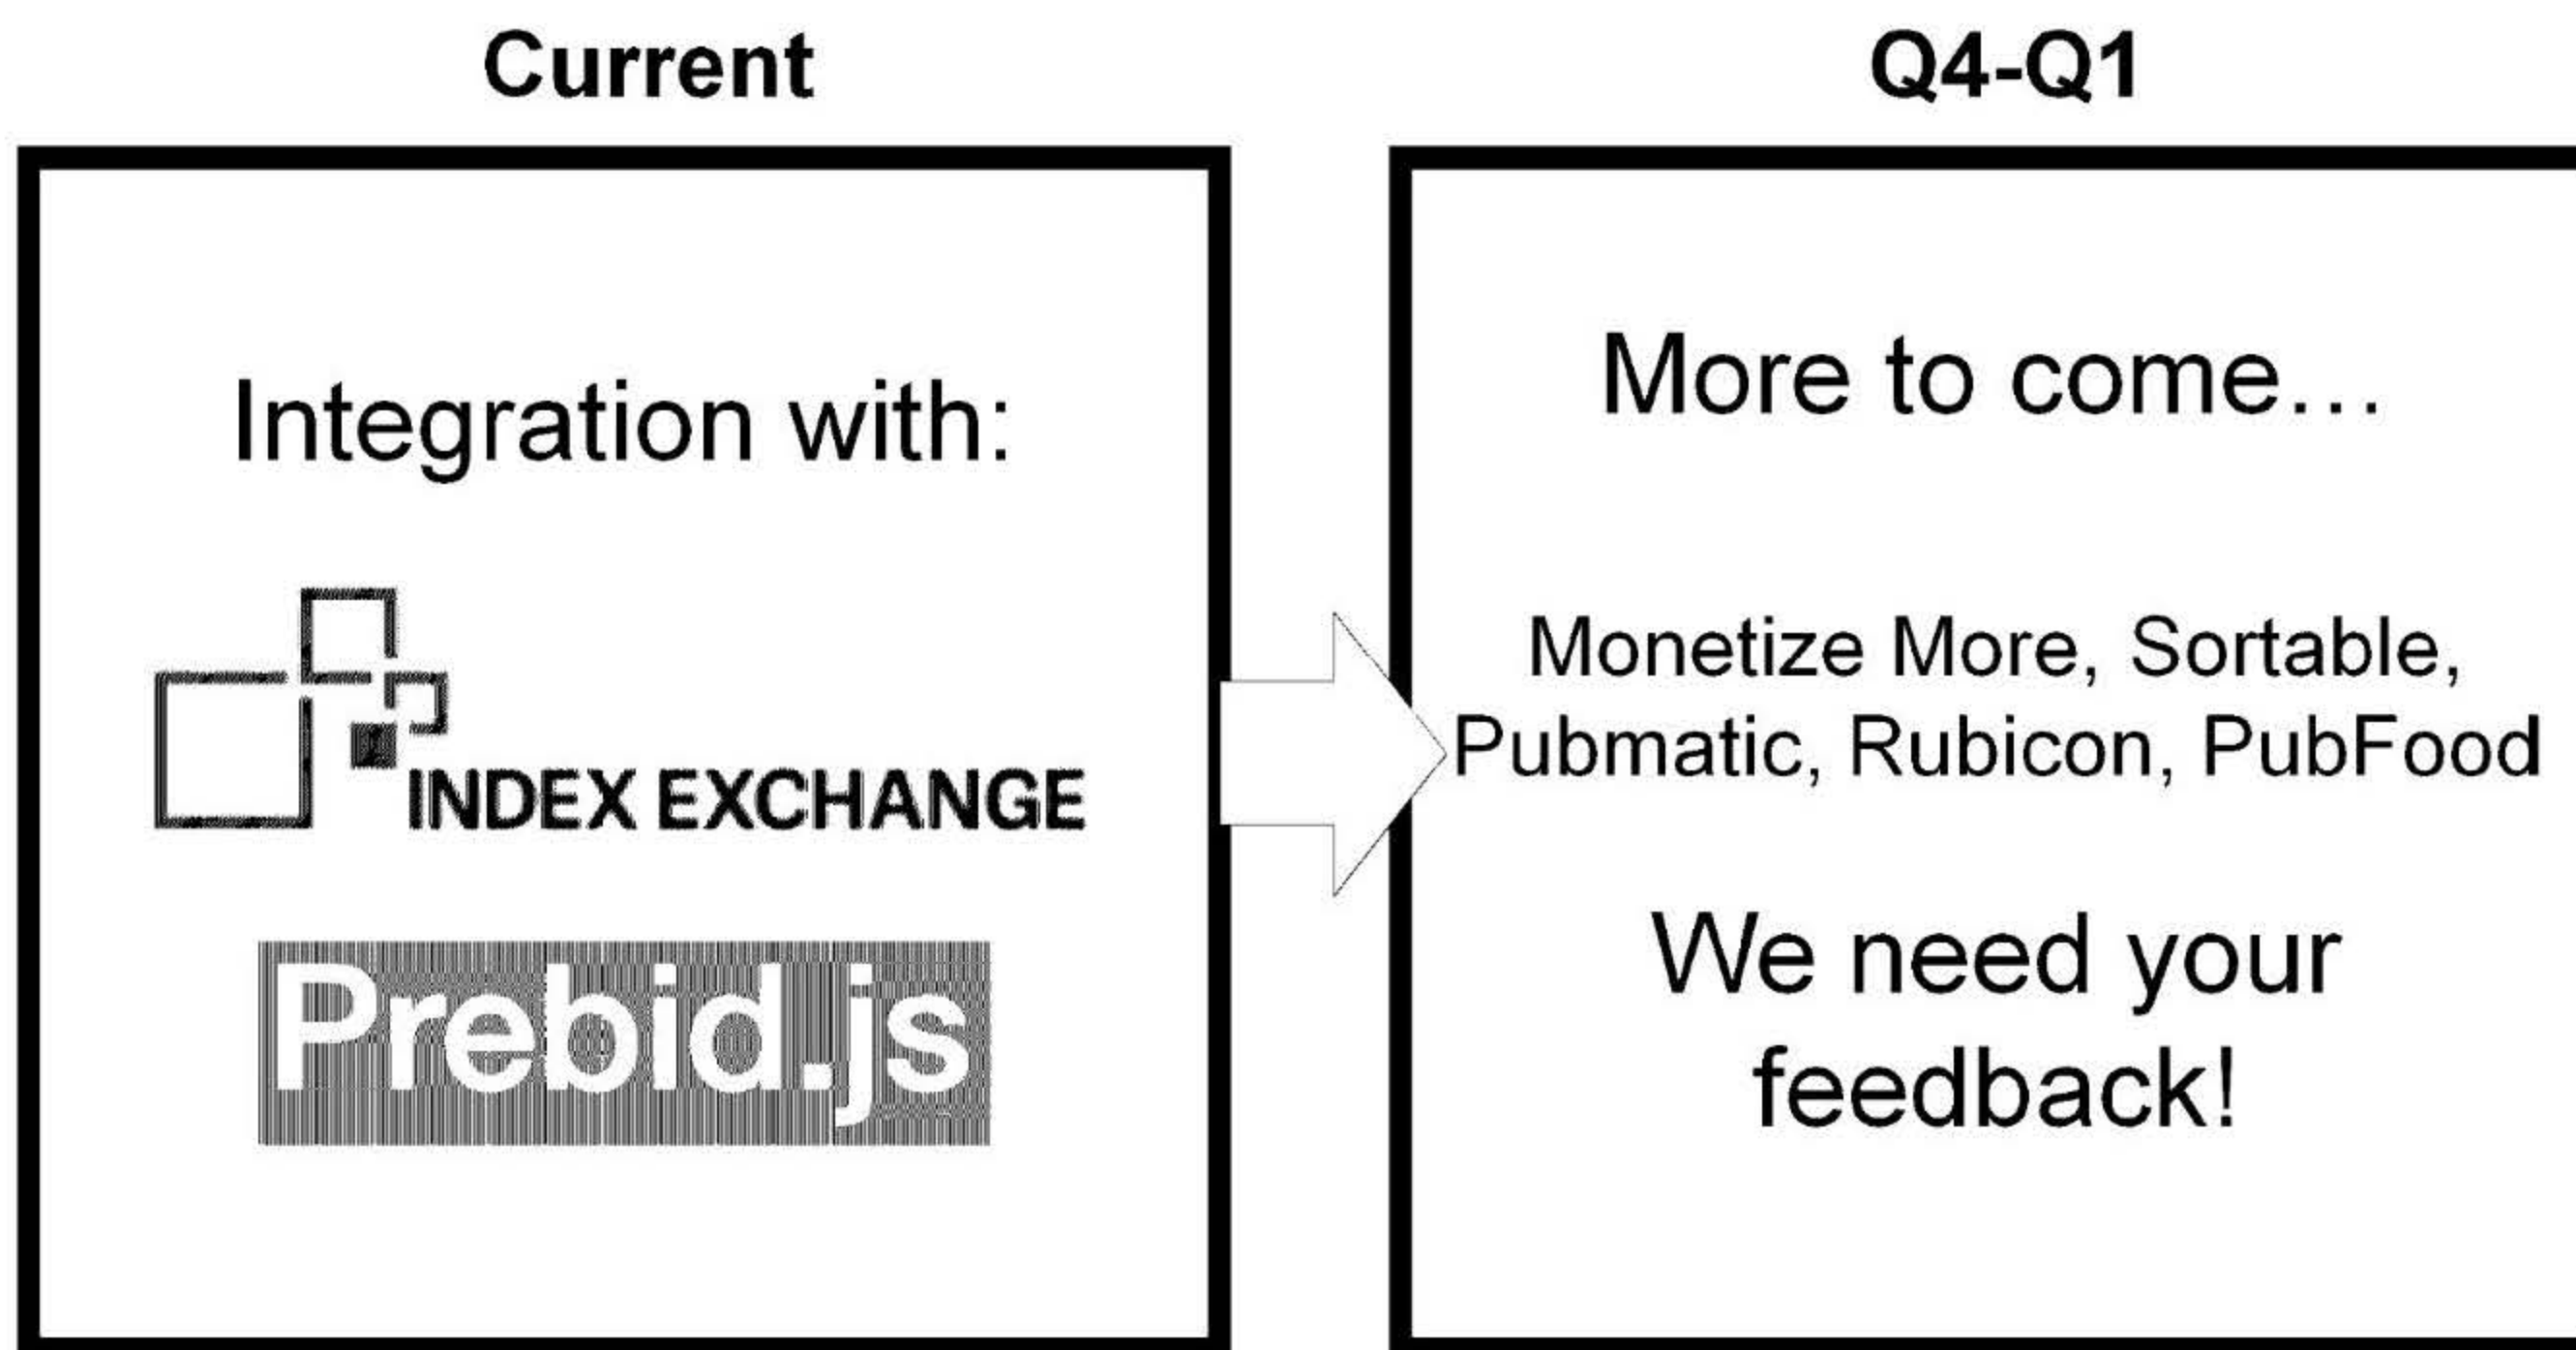 Current
Integration with:
INDEX EXCHANGE
Prebid.js
Q4-Q1
More to come...
Monetize More, Sortable,
Pubmatic, Rubicon, PubFood
We need your
feedback!